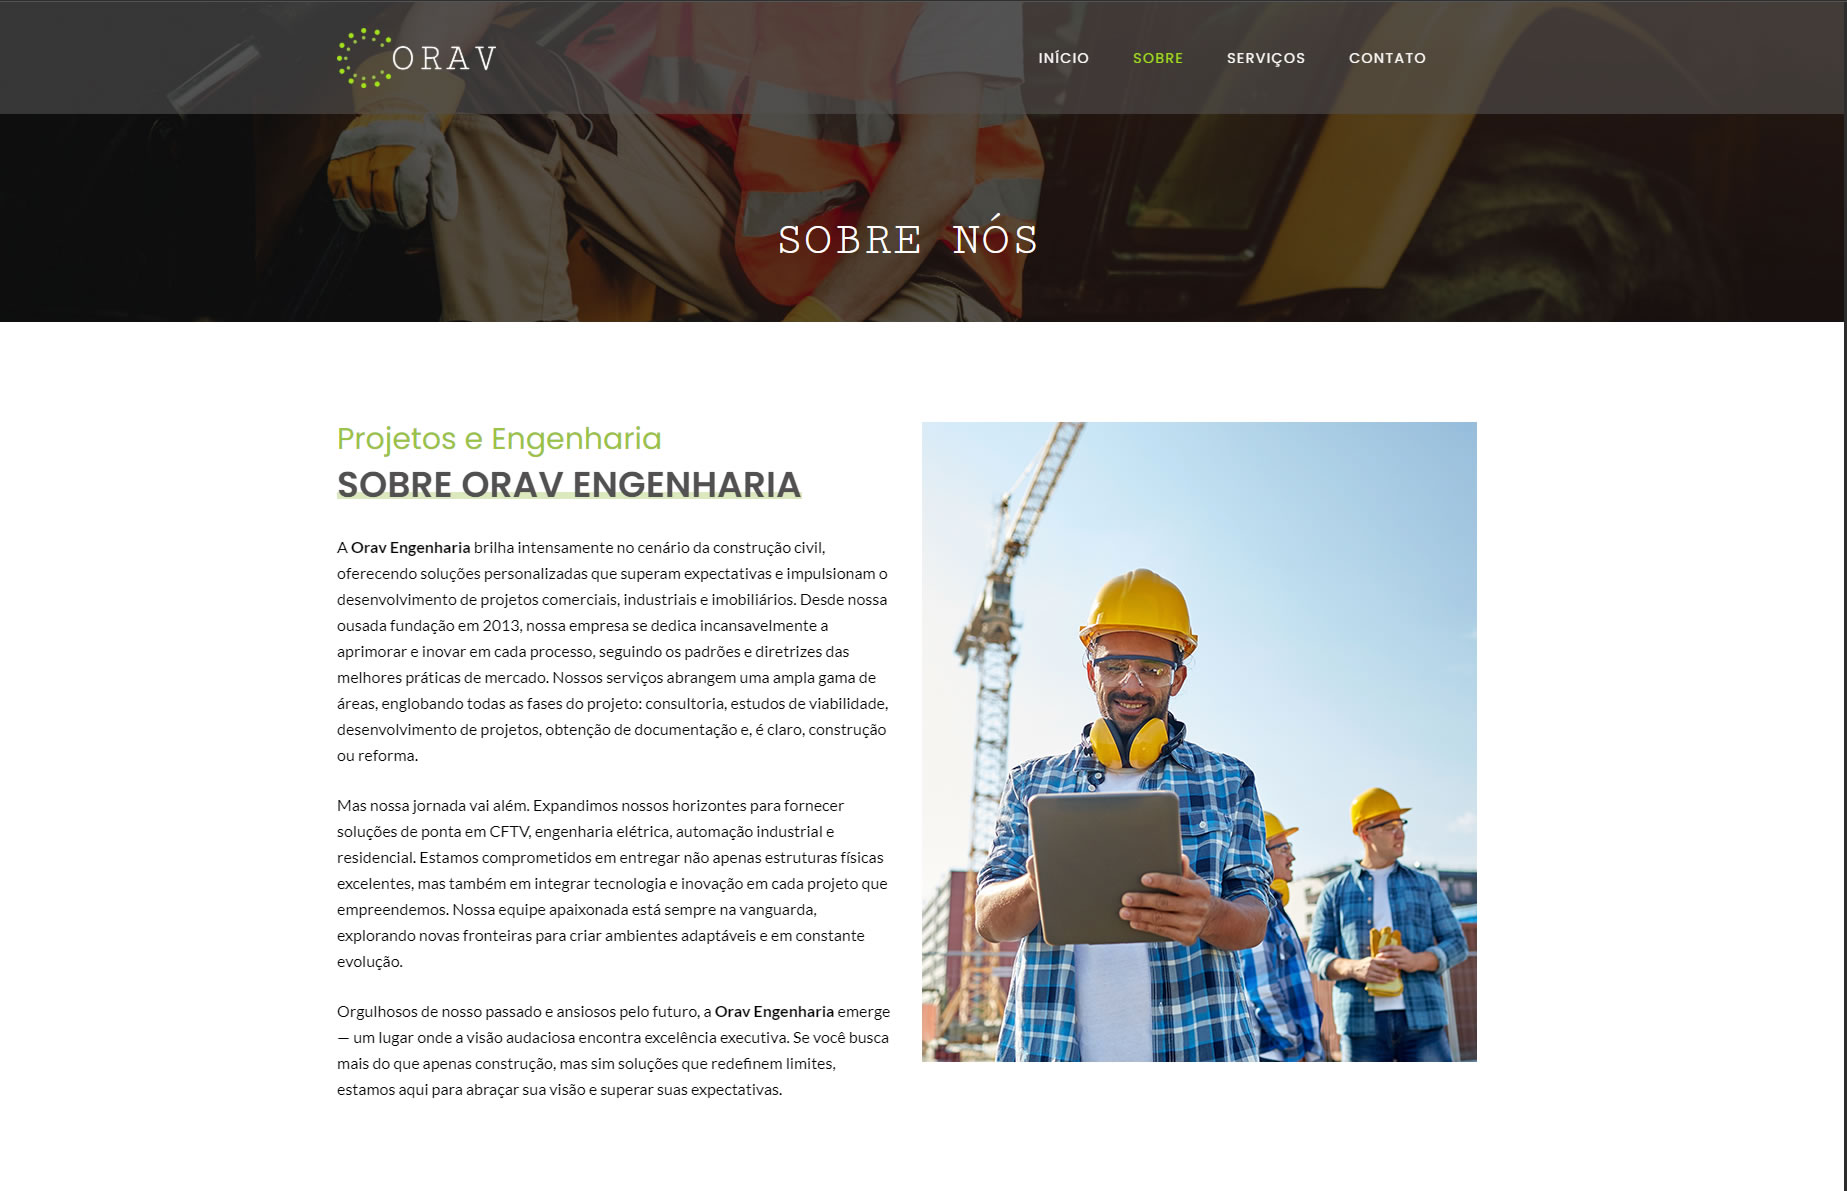 ORAV
INÍCIO SOBRE SERVIÇOS CONTATO
SOBRE NÓS
Projetos e Engenharia
SOBRE ORAV ENGENHARIA
A Orav Engenharia brilha intensamente no cenário da construção civil,
oferecendo soluções personalizadas que superam expectativas e impulsionam o
desenvolvimento de projetos comerciais, industriais e imobiliários. Desde nossa
ousada fundação em 2013, nossa empresa se dedica incansavelmente a
aprimorar e inovar em cada processo, seguindo os padrões e diretrizes das
melhores práticas de mercado. Nossos serviços abrangem uma ampla gama de
áreas, englobando todas as fases do projeto: consultoria, estudos de viabilidade,
desenvolvimento de projetos, obtenção de documentação e, é claro, construção
ou reforma.
Mas nossa jornada vai além. Expandimos nossos horizontes para fornecer
soluções de ponta em CFTV, engenharia elétrica, automação industrial e
residencial. Estamos comprometidos em entregar não apenas estruturas físicas
excelentes, mas também em integrar tecnologia e inovação em cada projeto que
empreendemos. Nossa equipe apaixonada está sempre na vanguarda,
explorando novas fronteiras para criar ambientes adaptáveis e em constante
evolução.
Orgulhosos de nosso passado e ansiosos pelo futuro, a Orav Engenharia emerge
— um lugar onde a visão audaciosa encontra excelência executiva. Se você busca
mais do que apenas construção, mas sim soluções que redefinem limites,
estamos aqui para abraçar sua visão e superar suas expectativas.